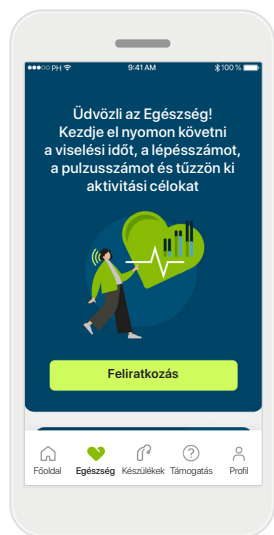 PH 9:41 AM 100 %
Üdvözli az Egészség!
Kezdje el nyomon követni
a viselési időt, a lépésszámot,
a pulzusszámot és tűzzön ki
aktivitási célokat
Feliratkozás
Főoldal Egészség Készülékek Támogatás Profil